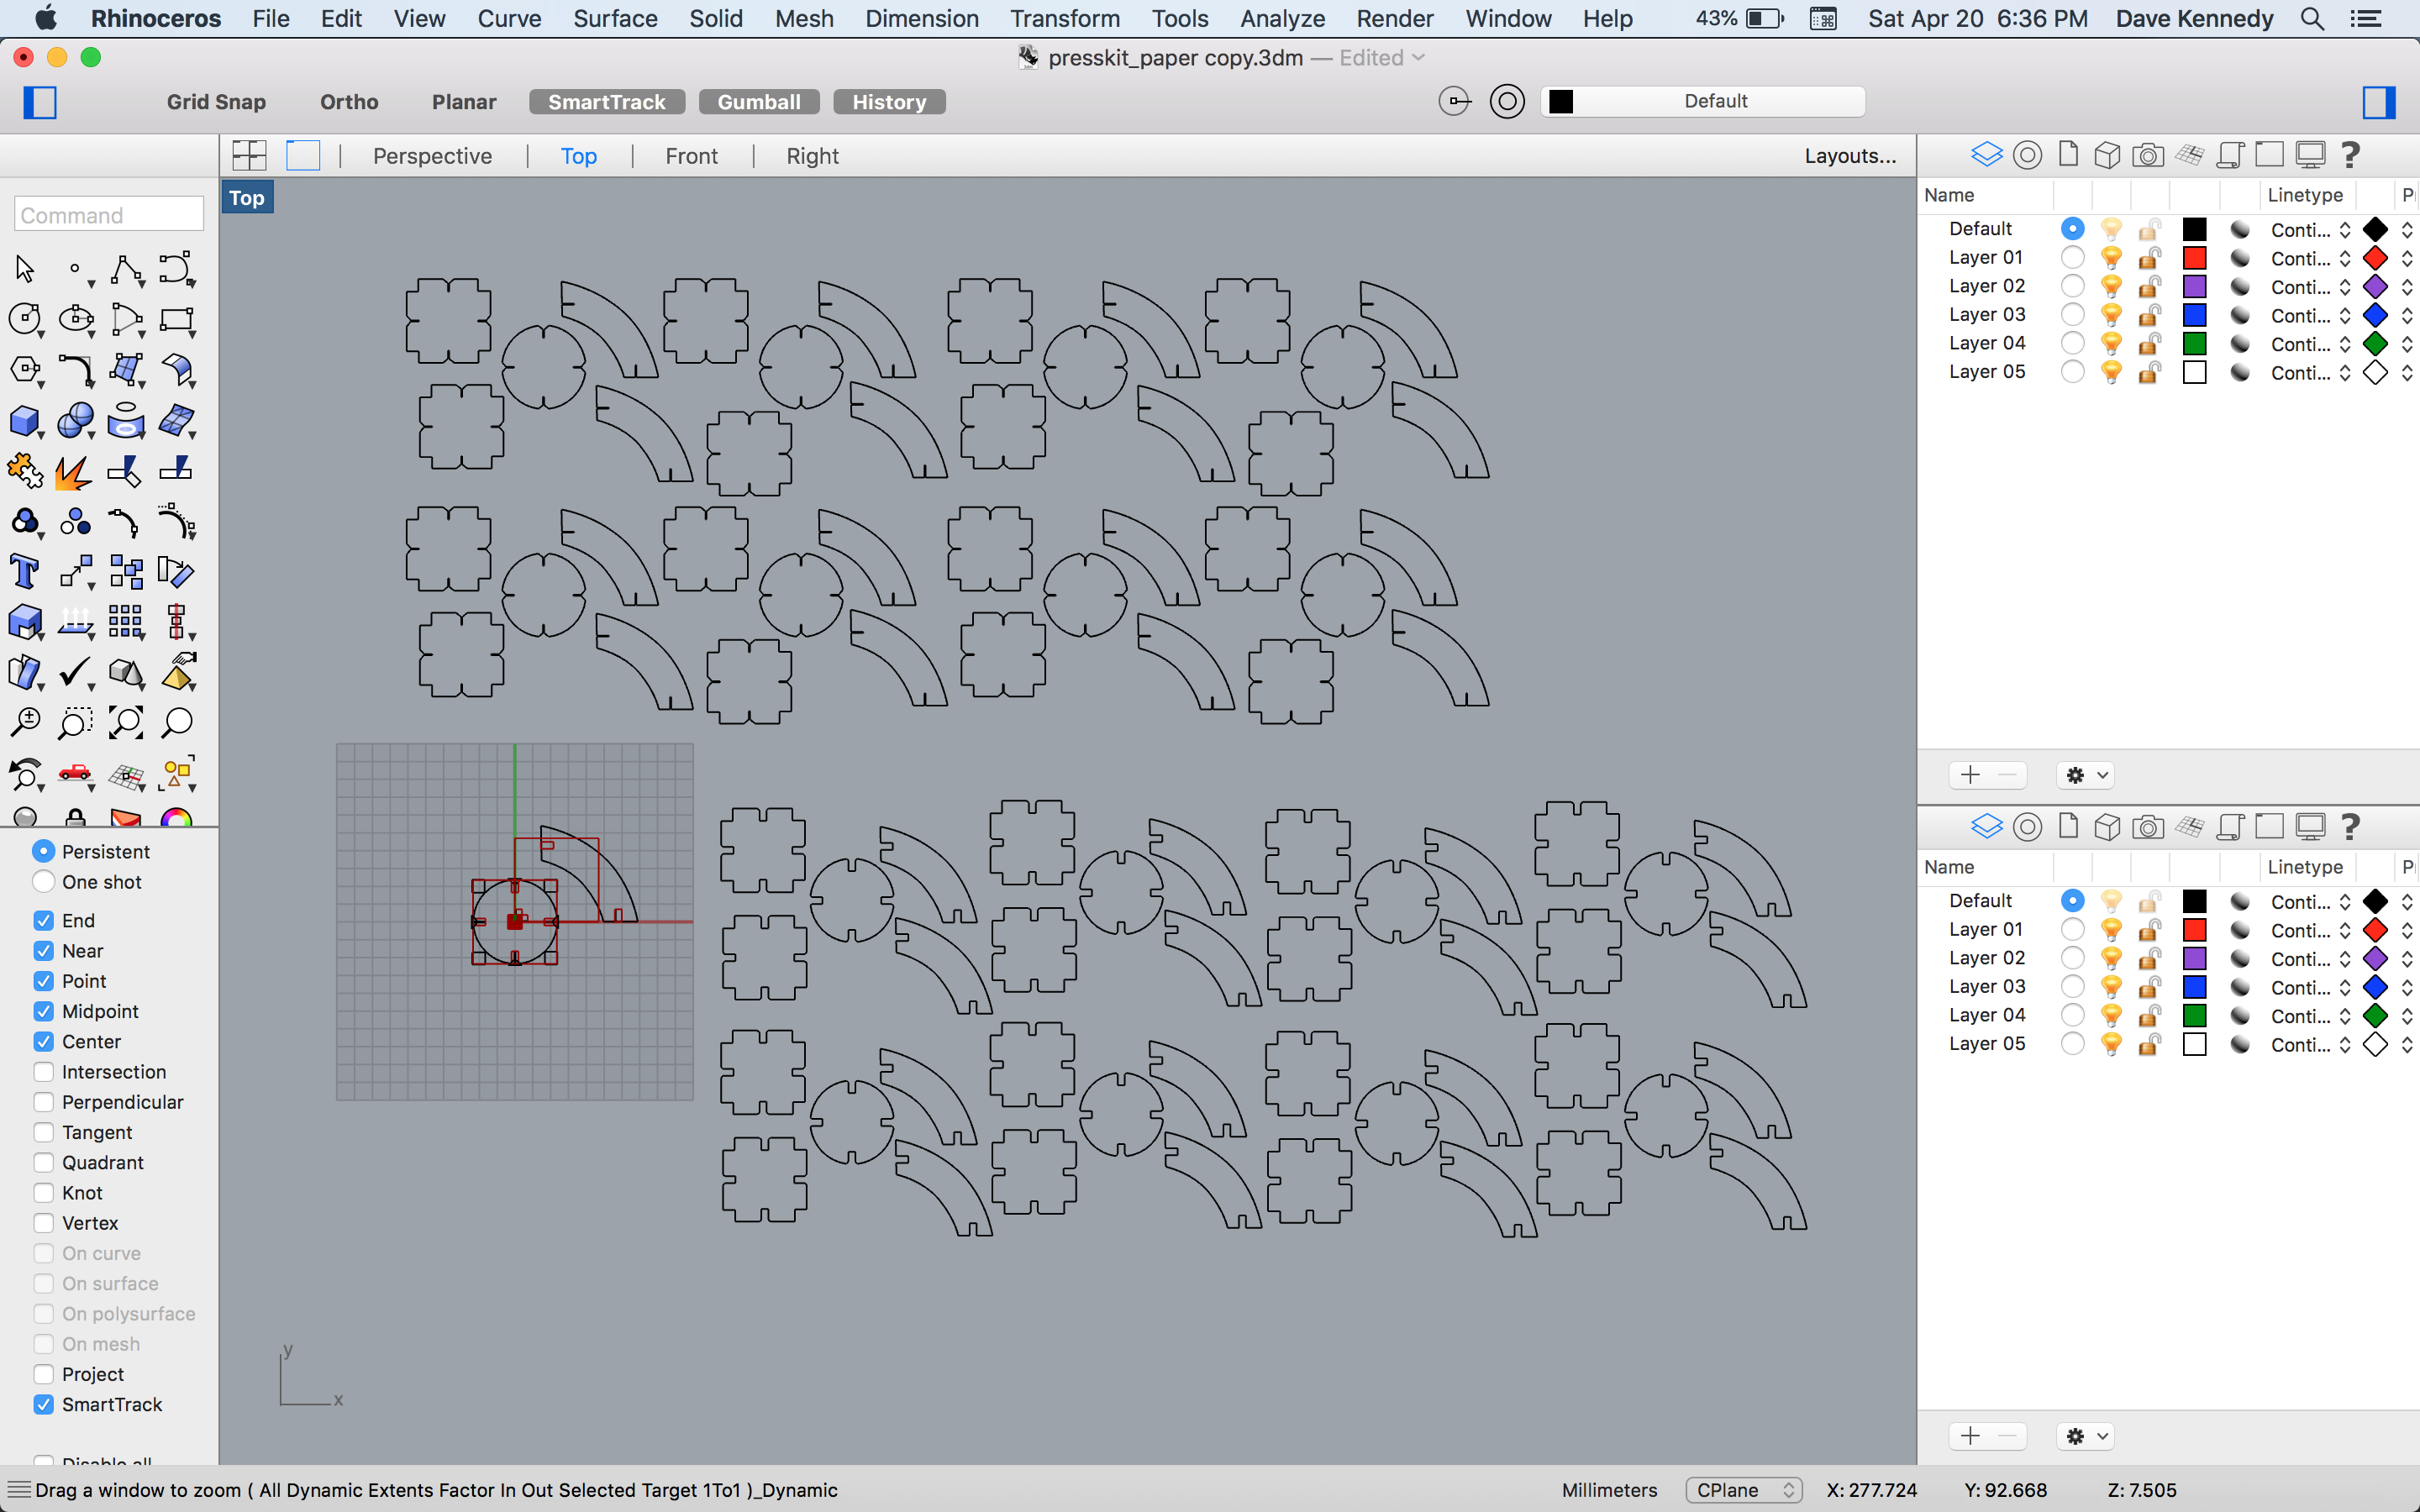 Rhinoceros File Edit View Curve Surface Solid Mesh Dimension Transform Tools Analyze Render Window Help 43% Sat Apr 20 6:36 PM Dave Kennedy
presskit_paper copy.3dm — Edited
Grid Snap Ortho Planar SmartTrack Gumball History Default
Perspective Top Front Right Layouts...
Top
Command
Name Linetype
Default Conti...
Layer 01 Conti...
Layer 02 Conti...
Layer 03 Conti...
Layer 04 Conti...
Layer 05 Conti...
Name Linetype
Default Conti...
Layer 01 Conti...
Layer 02 Conti...
Layer 03 Conti...
Layer 04 Conti...
Layer 05 Conti...
Persistent
One shot
End
Near
Point
Midpoint
Center
Intersection
Perpendicular
Tangent
Quadrant
Knot
Vertex
On curve
On surface
On polysurface
On mesh
Project
SmartTrack
Disable all
y
x
Drag a window to zoom ( All Dynamic Extents Factor In Out Selected Target 1To1 )_Dynamic Millimeters CPlane X: 277.724 Y: 92.668 Z: 7.505